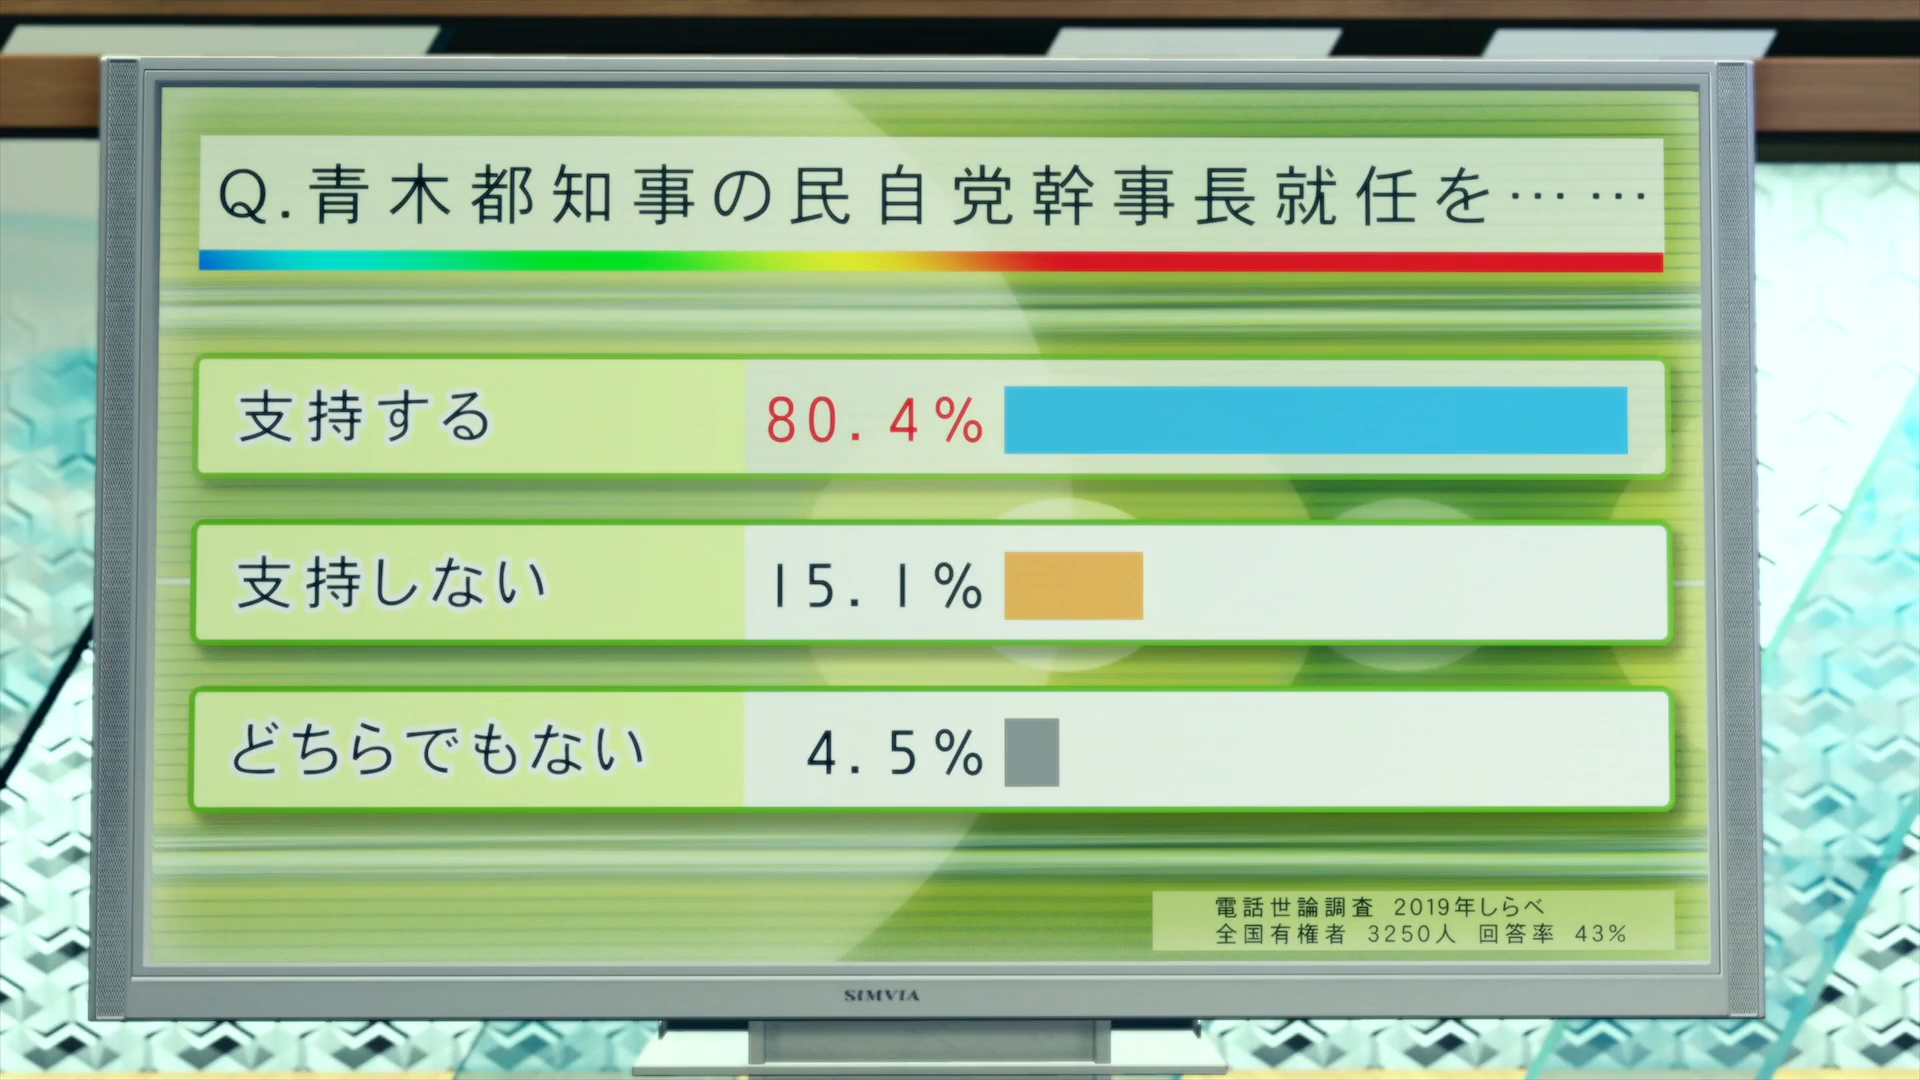 Q.青木都知事の民自党幹事長就任を……
支持する 80.4%
支持しない 15.1%
どちらでもない 4.5%
電話世論調査 2019年しらべ
全国有権者 3250人 回答率 43%
SIMVIA